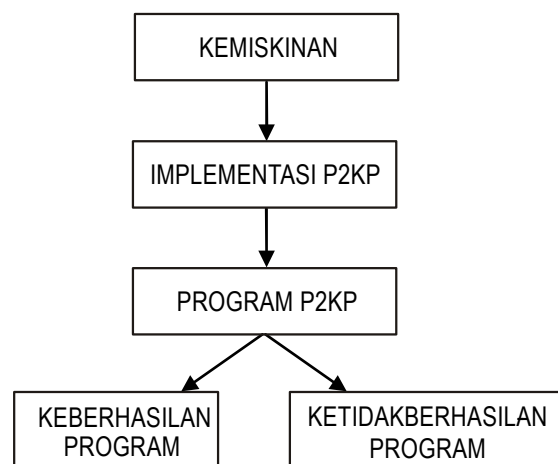 KEMISKINAN
IMPLEMENTASI P2KP
PROGRAM P2KP
KEBERHASILAN
PROGRAM
KETIDAKBERHASILAN
PROGRAM